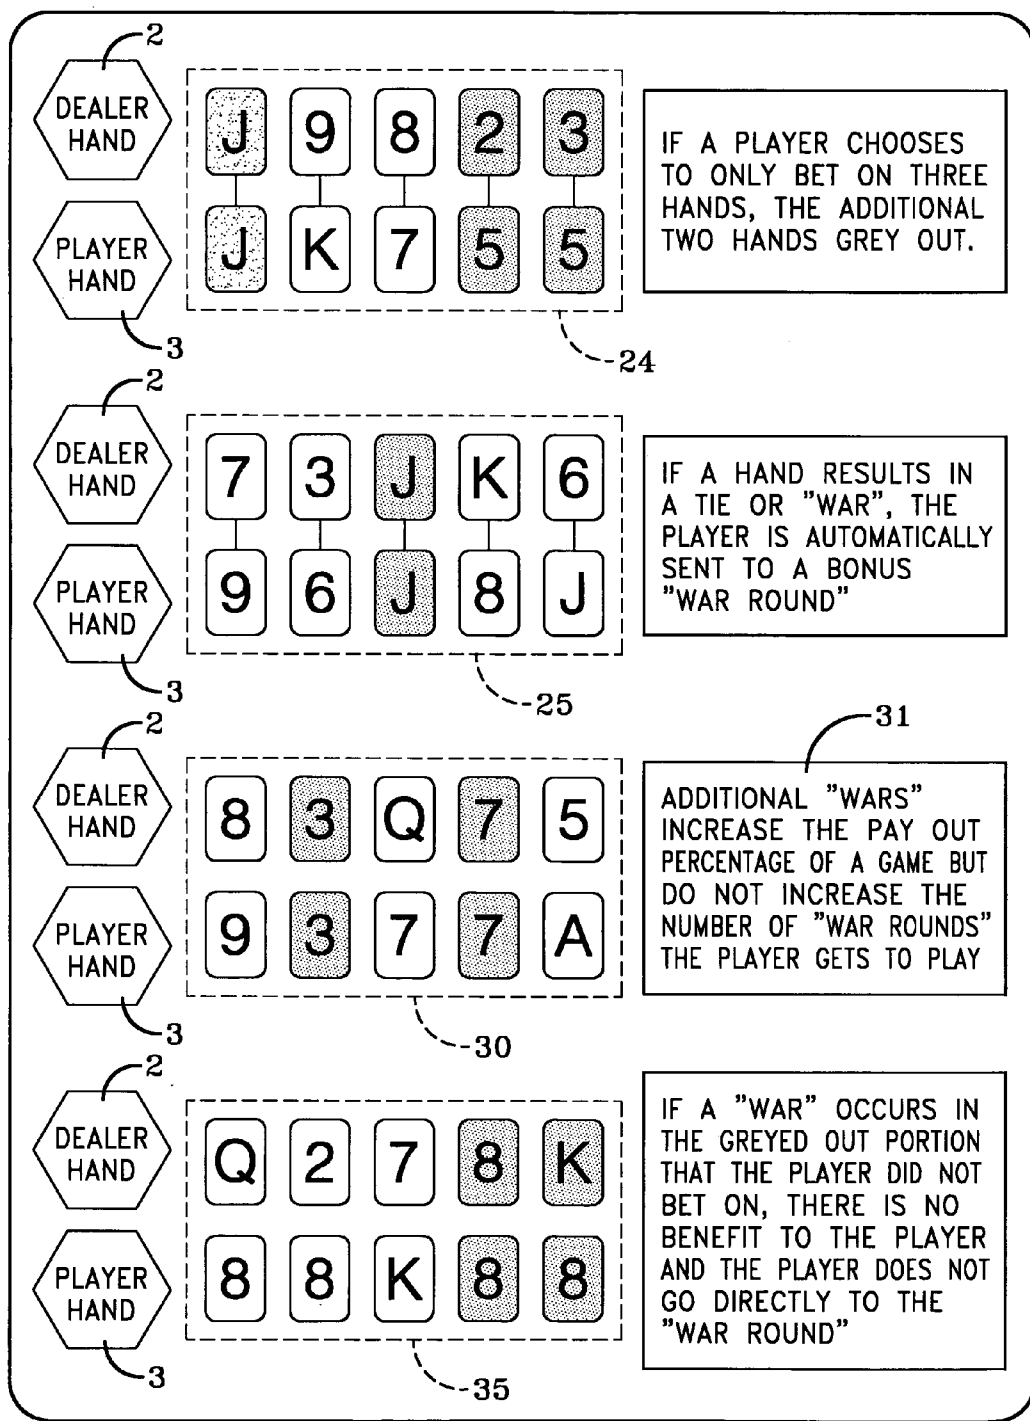 2
DEALER
HAND
J 9 8 2 3
IF A PLAYER CHOOSES
TO ONLY BET ON THREE
HANDS, THE ADDITIONAL
TWO HANDS GREY OUT.
PLAYER
HAND
J K 7 5 5
3
24
2
DEALER
HAND
7 3 J K 6
IF A HAND RESULTS IN
A TIE OR "WAR", THE
PLAYER IS AUTOMATICALLY
SENT TO A BONUS
"WAR ROUND"
PLAYER
HAND
9 6 J 8 J
3
25
2
31
DEALER
HAND
8 3 Q 7 5
ADDITIONAL "WARS"
INCREASE THE PAY OUT
PERCENTAGE OF A GAME BUT
DO NOT INCREASE THE
NUMBER OF "WAR ROUNDS"
THE PLAYER GETS TO PLAY
PLAYER
HAND
9 3 7 7 A
3
30
2
DEALER
HAND
Q 2 7 8 K
IF A "WAR" OCCURS IN
THE GREYED OUT PORTION
THAT THE PLAYER DID NOT
BET ON, THERE IS NO
BENEFIT TO THE PLAYER
AND THE PLAYER DOES NOT
GO DIRECTLY TO THE
"WAR ROUND"
PLAYER
HAND
8 8 K 8 8
3
35